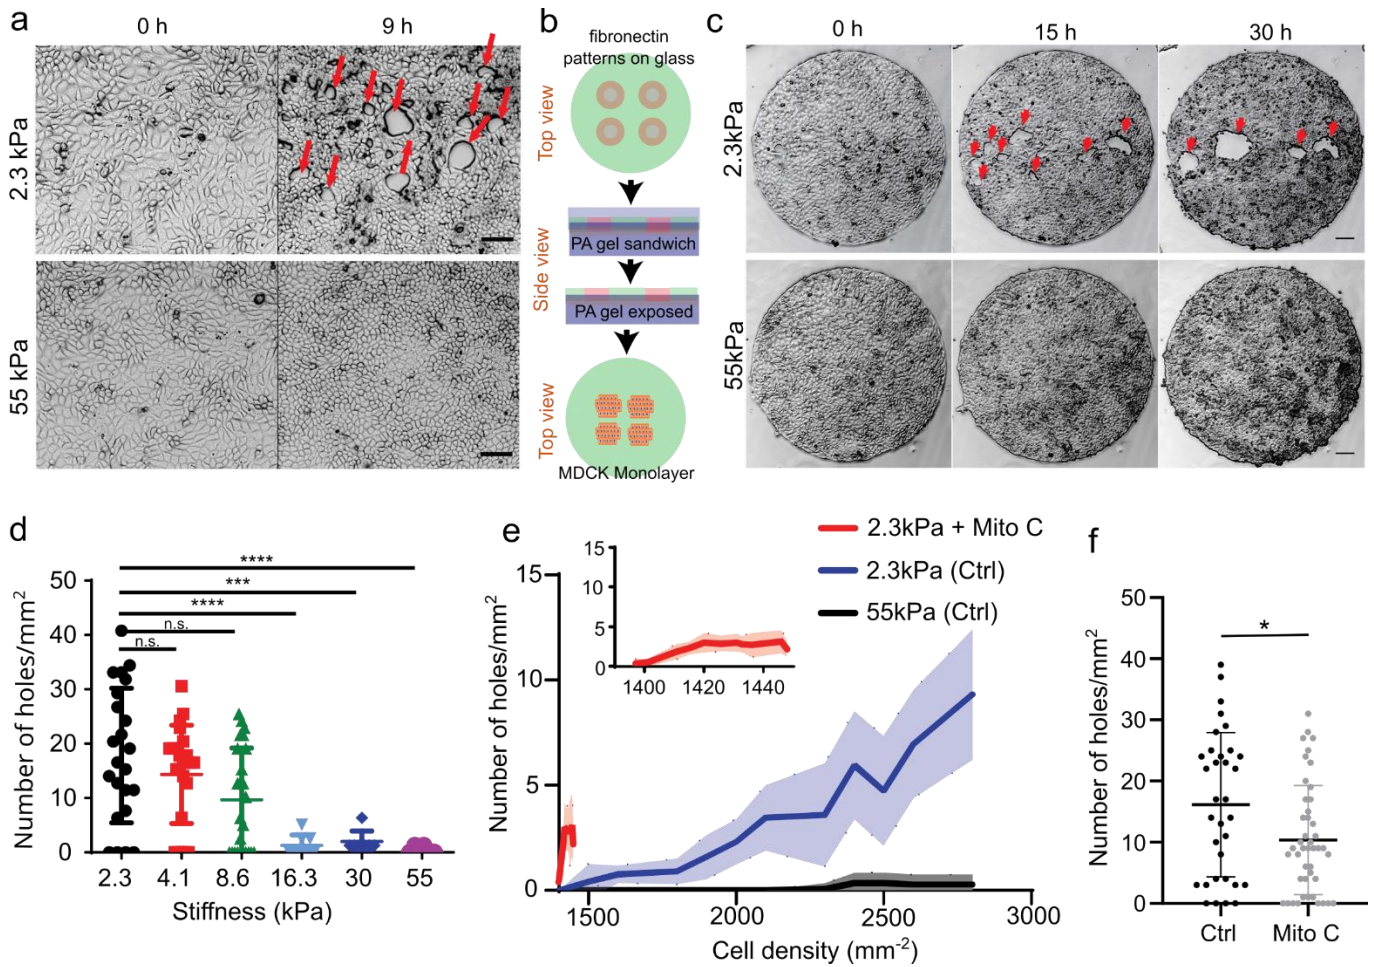 a
0 h
9 h
2.3 kPa
55 kPa
b
fibronectin
patterns on glass
Top view
Side view
PA gel sandwich
PA gel exposed
Top view
MDCK Monolayer
c
0 h
15 h
30 h
2.3kPa
55kPa
d
****
***
****
n.s.
n.s.
Number of holes/mm²
50
40
30
20
10
0
2.3
4.1
8.6
16.3
30
55
Stiffness (kPa)
e
2.3kPa + Mito C
2.3kPa (Ctrl)
55kPa (Ctrl)
Number of holes/mm²
15
10
5
0
15
10
5
0
1400
1420
1440
1500
2000
2500
3000
Cell density (mm⁻²)
f
*
Number of holes/mm²
50
40
30
20
10
0
Ctrl
Mito C